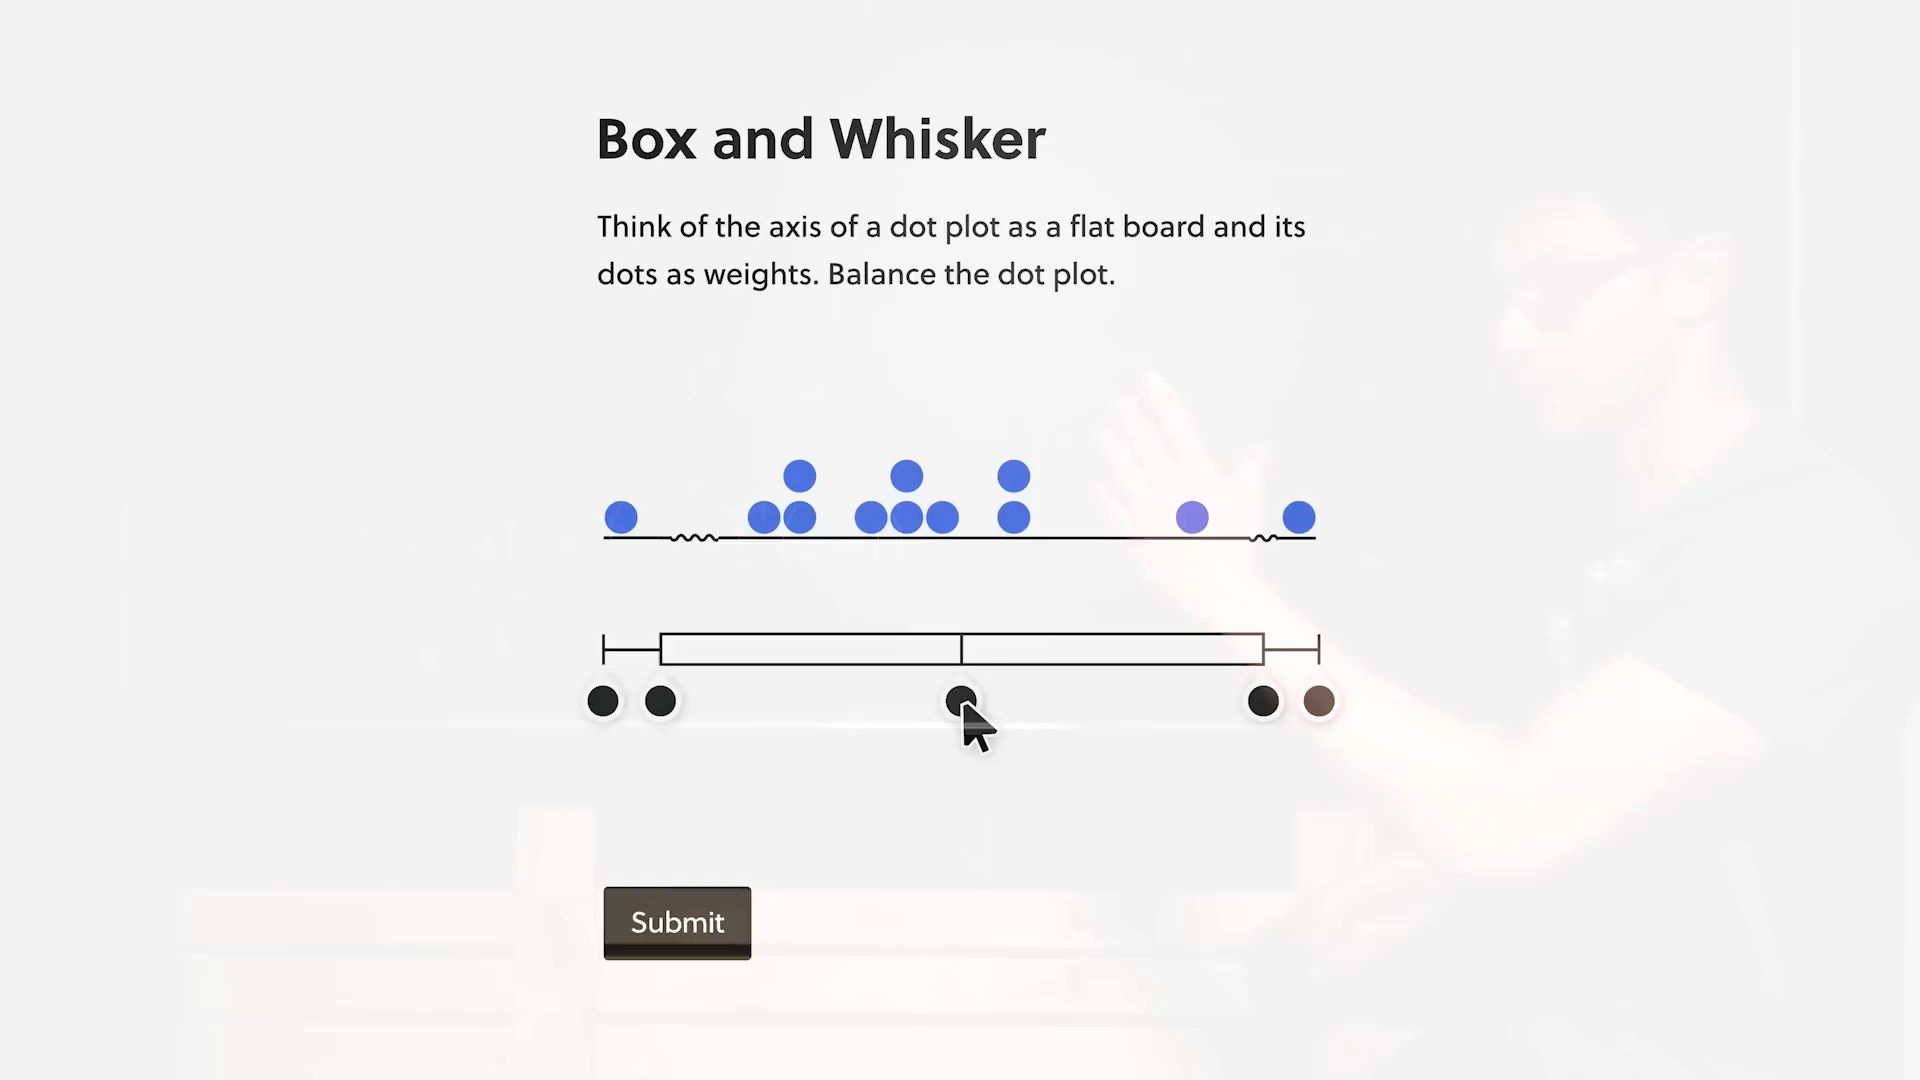 Box and Whisker
Think of the axis of a dot plot as a flat board and its
dots as weights. Balance the dot plot.
Submit